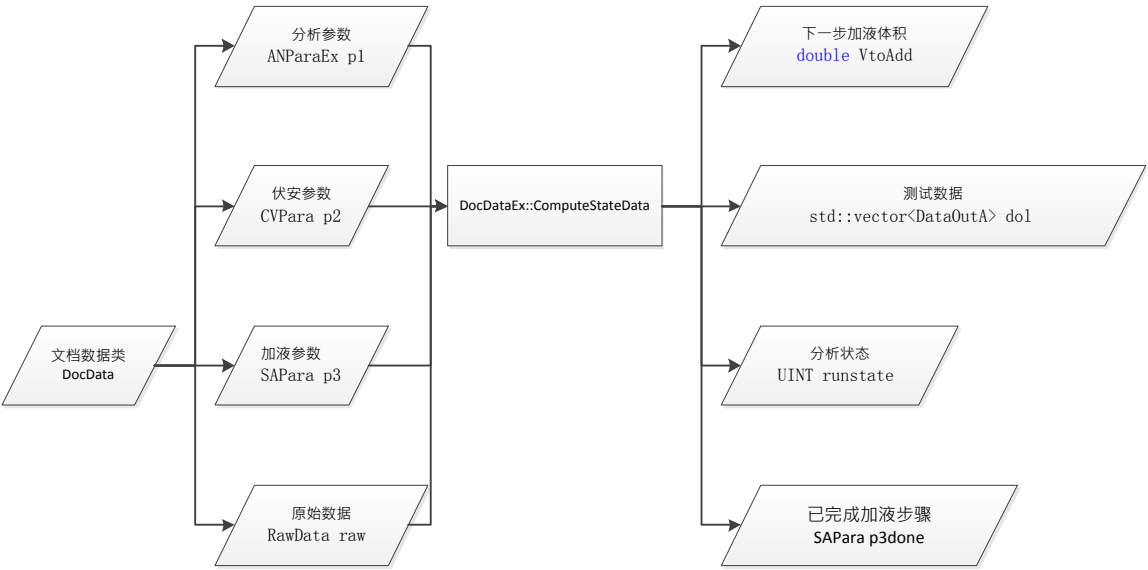 分析参数
ANParaEx p1
伏安参数
CVPara p2
文档数据类
DocData
加液参数
SAPara p3
原始数据
RawData raw
DocDataEx::ComputeStateData
下一步加液体积
double VtoAdd
测试数据
std::vector<DataOutA> dol
分析状态
UINT runstate
已完成加液步骤
SAPara p3done